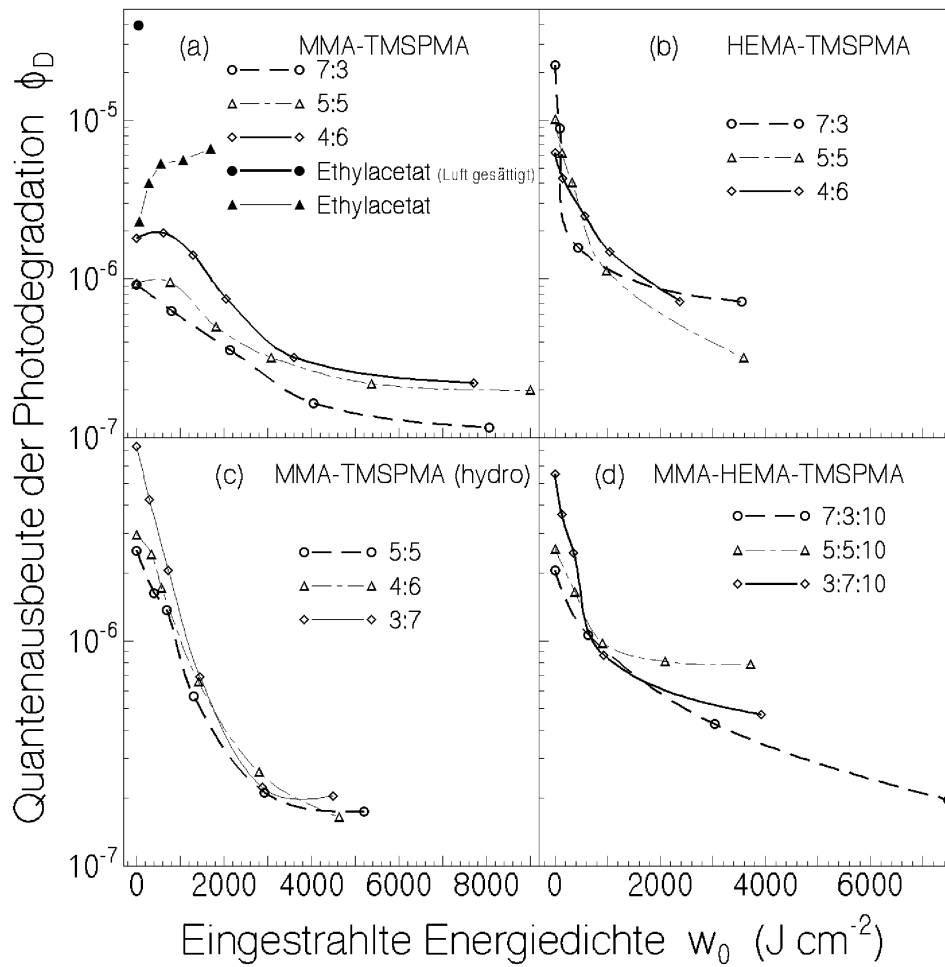 Quantenausbeute der Photodegradation ϕD
(a) MMA-TMSPMA
7:3
5:5
4:6
Ethylacetat (Luft gesättigt)
Ethylacetat
10-5
10-6
10-7
(b) HEMA-TMSPMA
7:3
5:5
4:6
(c) MMA-TMSPMA (hydro)
5:5
4:6
3:7
10-6
10-7
(d) MMA-HEMA-TMSPMA
7:3:10
5:5:10
3:7:10
0 2000 4000 6000 8000 0 2000 4000 6000
Eingestrahlte Energiedichte w0 (J cm-2)